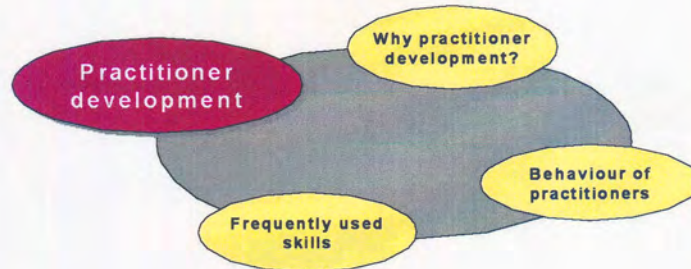 Practitioner
development
Why practitioner
development?
Behaviour of
practitioners
Frequently used
skills